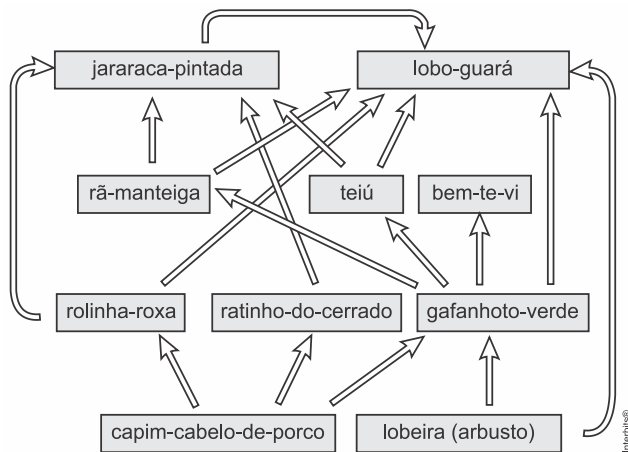 jararaca-pintada
lobo-guará
rã-manteiga
teiú
bem-te-vi
rolinha-roxa
ratinho-do-cerrado
gafanhoto-verde
capim-cabelo-de-porco
lobeira (arbusto)
Interbits®